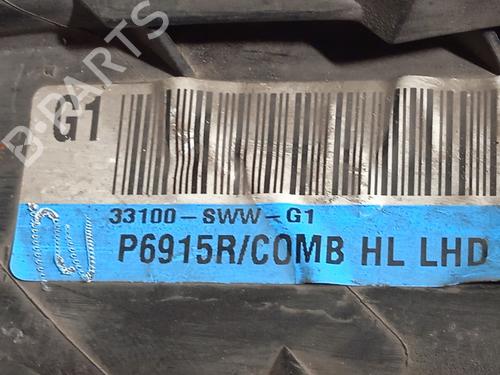 B-PARTS
G1
33100-SWW-G1
P6915R/COMB HL LHD